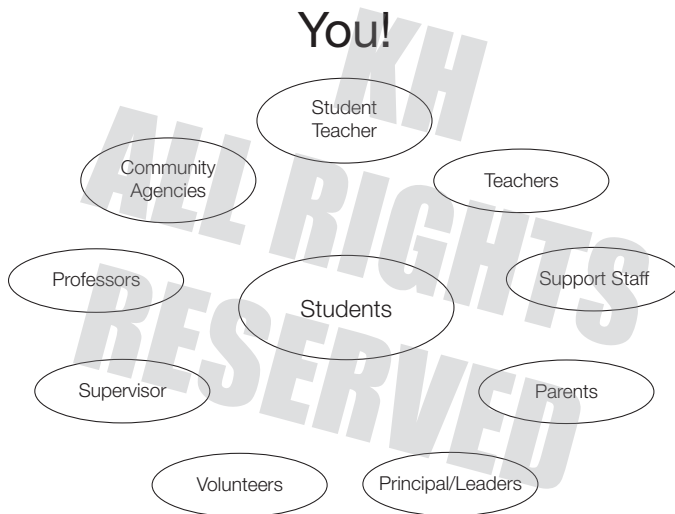 You!
Student
Teacher
Community
Agencies
Teachers
Professors
Support Staff
Students
Supervisor
Parents
Volunteers
Principal/Leaders
KH
ALL RIGHTS
RESERVED